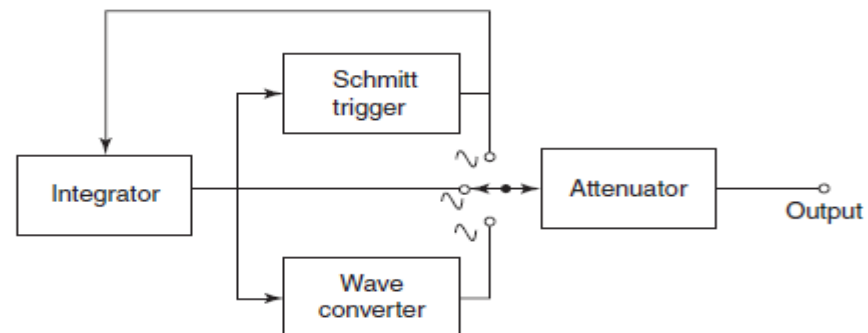 Schmitt
trigger
Integrator
Attenuator
Output
Wave
converter